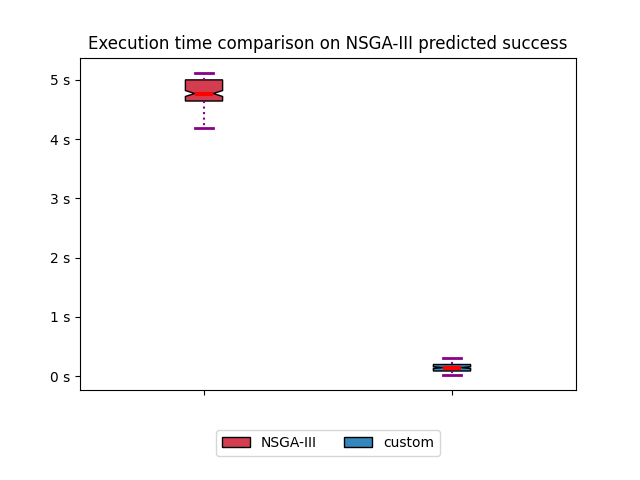 Execution time comparison on NSGA-III predicted success
5 s
4 s
3 s
2 s
1 s
0 s
NSGA-III custom